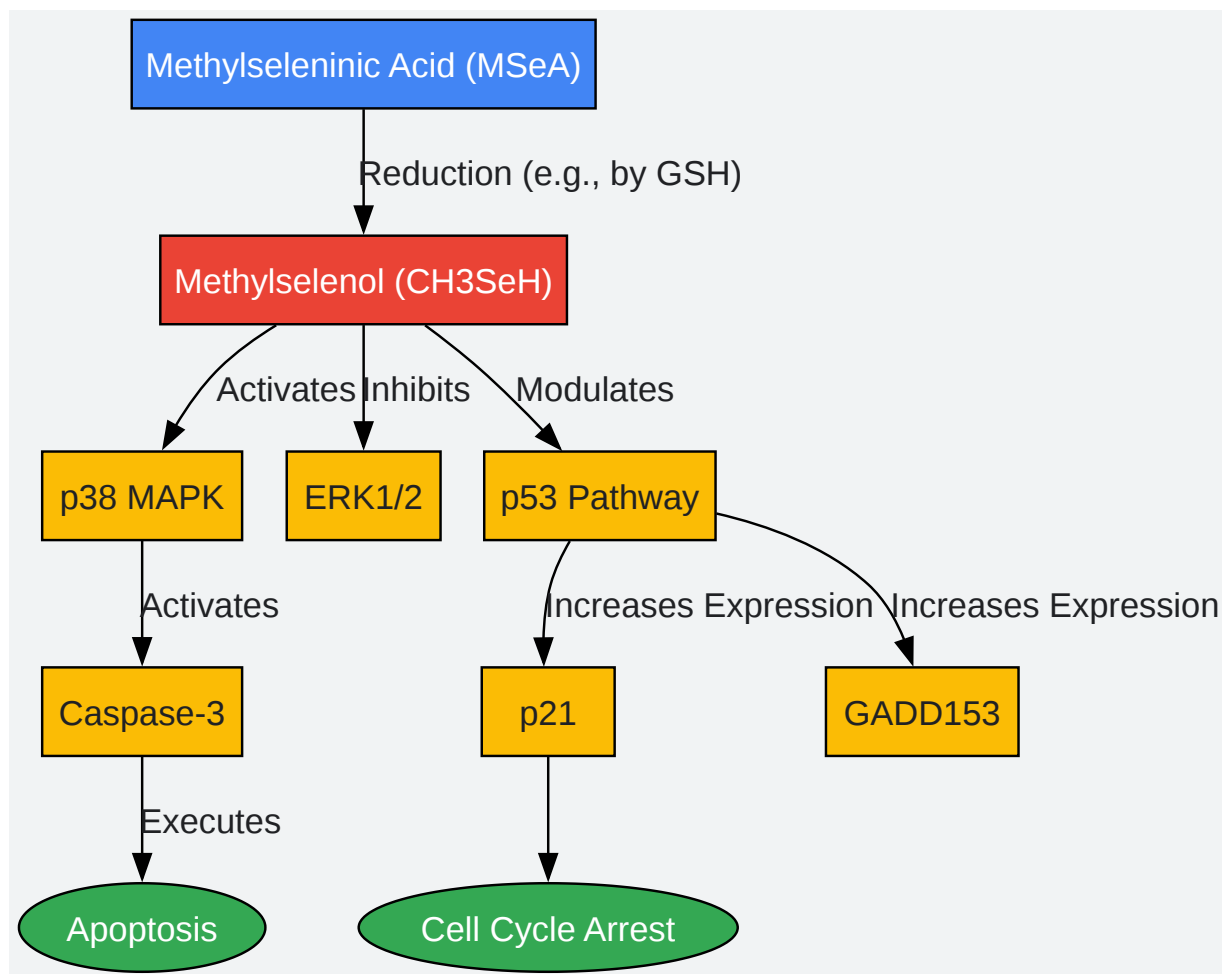 Methylseleninic Acid (MSeA)
Reduction (e.g., by GSH)
Methylselenol (CH3SeH)
Activates
Inhibits
Modulates
p38 MAPK
ERK1/2
p53 Pathway
Activates
Increases Expression
Increases Expression
Caspase-3
p21
GADD153
Executes
Apoptosis
Cell Cycle Arrest